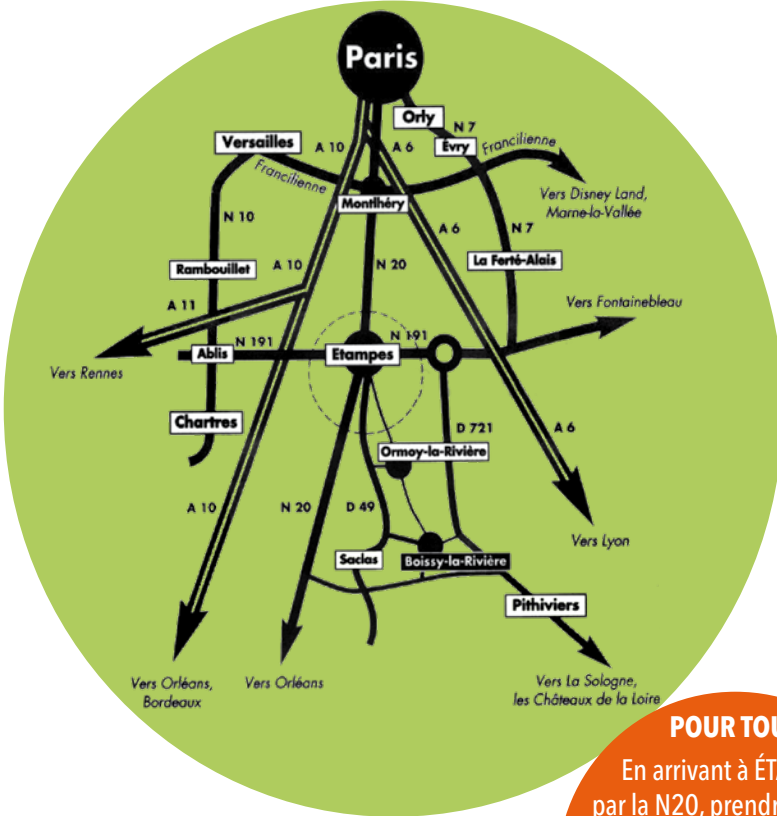 Paris
Orly
N 7
Versailles
A 10
A 6
Évry
Francilienne
Francilienne
Vers Disney Land,
Marne-la-Vallée
Montlhéry
N 10
A 6
N 7
Rambouillet
A 10
N 20
La Ferté-Alais
A 11
Vers Fontainebleau
N 191
N 191
Ablis
Etampes
Vers Rennes
Chartres
D 721
A 6
Ormoy-la-Rivière
A 10
N 20
D 49
Vers Lyon
Saclas
Boissy-la-Rivière
Pithiviers
Vers Orléans,
Bordeaux
Vers Orléans
Vers La Sologne,
les Châteaux de la Loire
POUR TOU
En arrivant à ÉT
par la N20, prendr